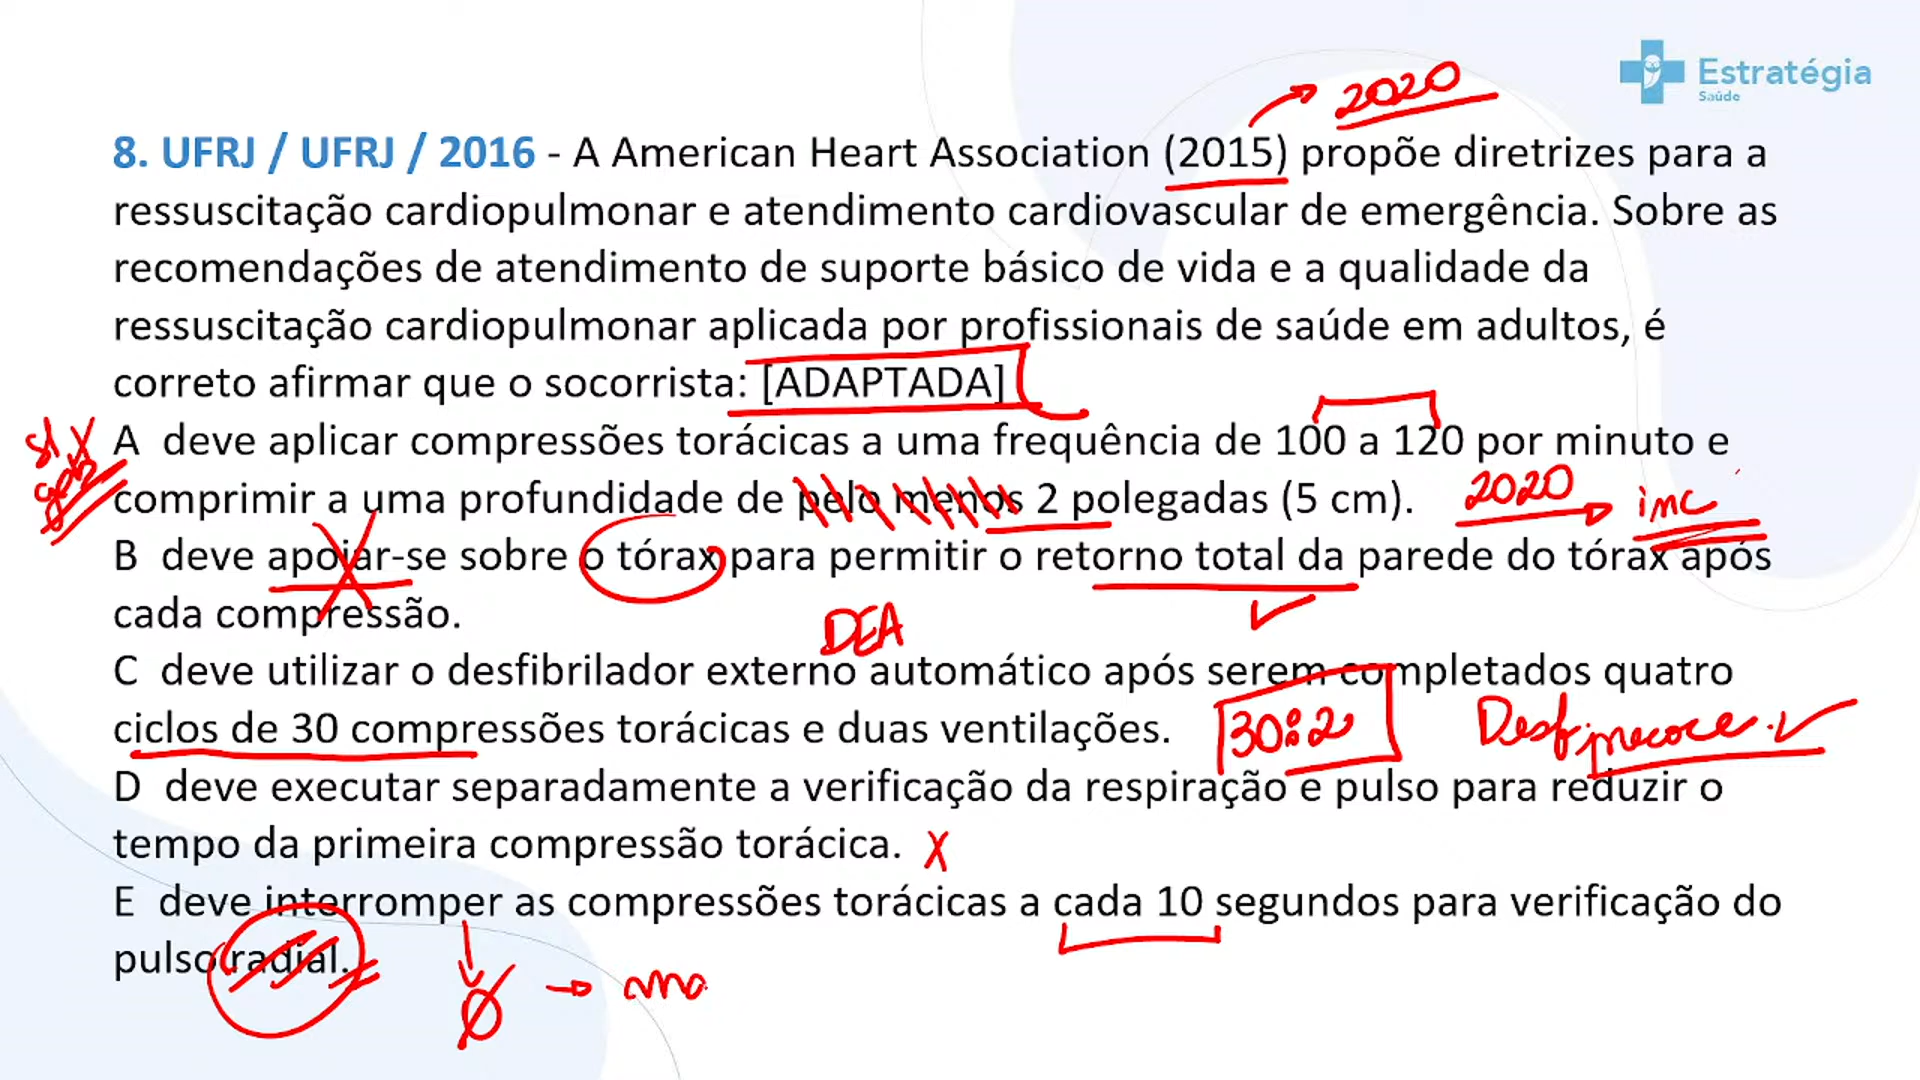 Estratégia
Saúde
2020
8. UFRJ / UFRJ / 2016 - A American Heart Association (2015) propõe diretrizes para a
ressuscitação cardiopulmonar e atendimento cardiovascular de emergência. Sobre as
recomendações de atendimento de suporte básico de vida e a qualidade da
ressuscitação cardiopulmonar aplicada por profissionais de saúde em adultos, é
correto afirmar que o socorrista: [ADAPTADA]
A deve aplicar compressões torácicas a uma frequência de 100 a 120 por minuto e
comprimir a uma profundidade de pelo menos 2 polegadas (5 cm).
2020 inc
B deve apoiar-se sobre o tórax para permitir o retorno total da parede do tórax após
cada compressão.
DEA
C deve utilizar o desfibrilador externo automático após serem completados quatro
ciclos de 30 compressões torácicas e duas ventilações.
30:2 Desf precoce.
D deve executar separadamente a verificação da respiração e pulso para reduzir o
tempo da primeira compressão torácica. X
E deve interromper as compressões torácicas a cada 10 segundos para verificação do
pulso radial.